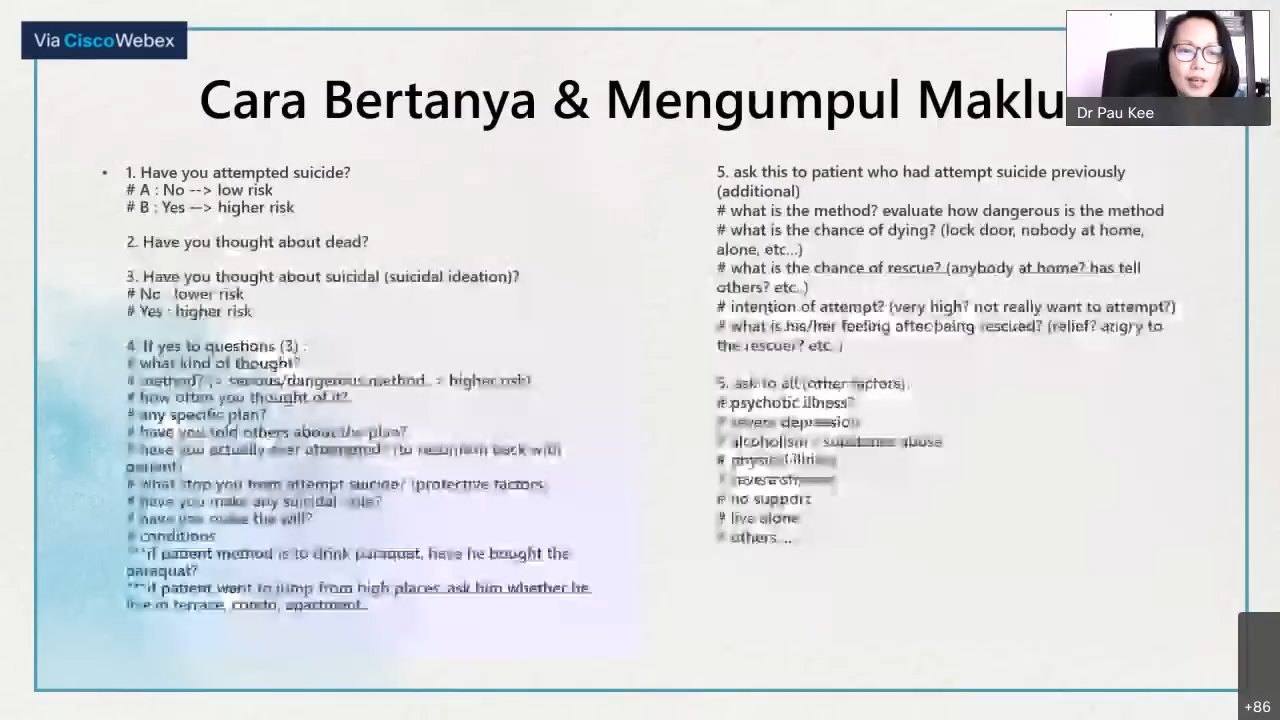 Via CiscoWebex
Cara Bertanya & Mengumpul Maklu
Dr Pau Kee
• 1. Have you attempted suicide?
# A : No --> low risk
# B : Yes —> higher risk
2. Have you thought about dead?
3. Have you thought about suicidal (suicidal ideation)?
# No : lower risk
# Yes : higher risk
4. If yes to questions (3) :
# what kind of thought?
# method? (> serious/dangerous method, > higher risk)
# how often you thought of it?
# any specific plan?
# have you told others about the plan?
# have you actually ever attempted (to reconfirm back with
patient)
# what stop you from attempt suicide? (protective factors
# have you make any suicidal note?
# have you make the will?
# conditions
if patient method is to drink paraquat, have he bought the
paraquat?
if patient want to jump from high places, ask him whether he
live in terrace, condo, apartment.
5. ask this to patient who had attempt suicide previously
(additional)
# what is the method? evaluate how dangerous is the method
# what is the chance of dying? (lock door, nobody at home,
alone, etc...)
# what is the chance of rescue? (anybody at home? has tell
others? etc..)
# intention of attempt? (very high? not really want to attempt?)
# what is his/her feeling after being rescued? (relief? angry to
the rescuer? etc.)
5. ask to all (other factors).
# psychotic illness?
# severe depression
# alcoholism substance abuse
# physical illness
# no support
# live alone
# others ...
+86